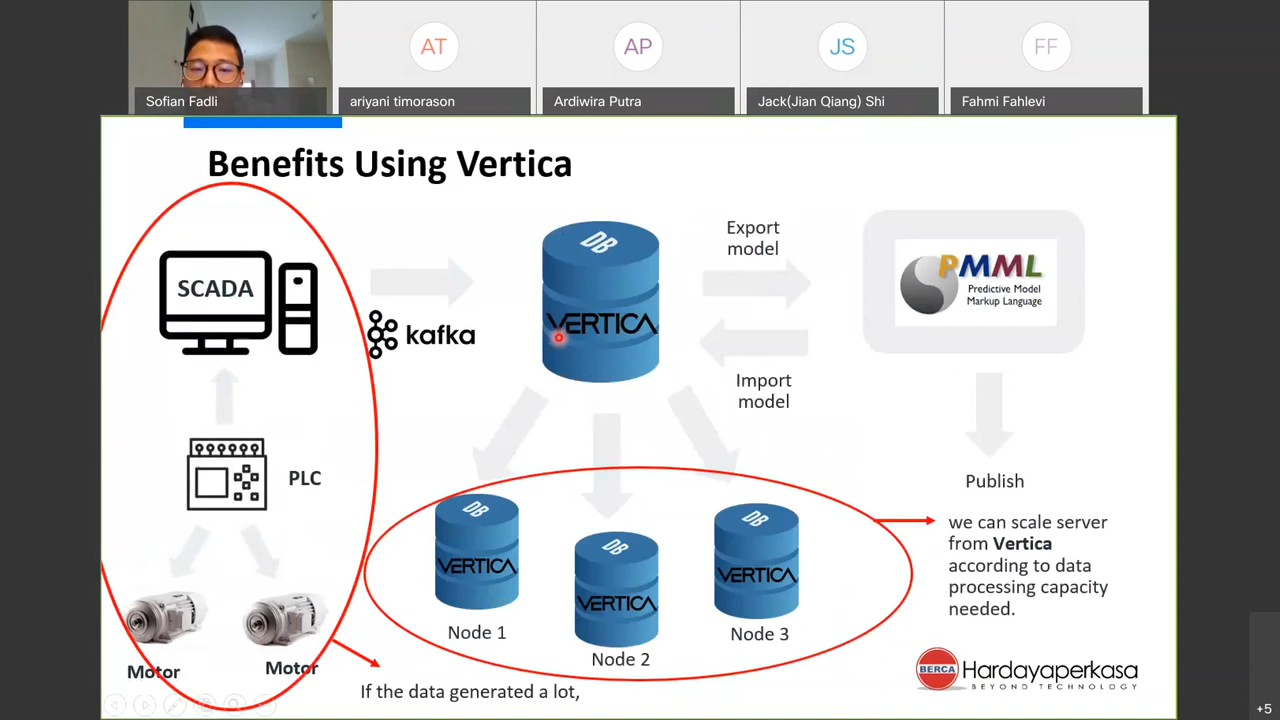 AT
AP
JS
FF
Sofian Fadli
ariyani timorason
Ardiwira Putra
Jack(Jian Qiang) Shi
Fahmi Fahlevi
Benefits Using Vertica
SCADA
kafka
DB
VERTICA
Export
model
Import
model
PMML
Predictive Model
Markup Language
PLC
Publish
we can scale server
from Vertica
according to data
processing capacity
needed.
DB
VERTICA
Node 1
DB
VERTICA
Node 2
DB
VERTICA
Node 3
Motor
Motor
If the data generated a lot,
BERCA
Hardayaperkasa
BEYOND TECHNOLOGY
+5